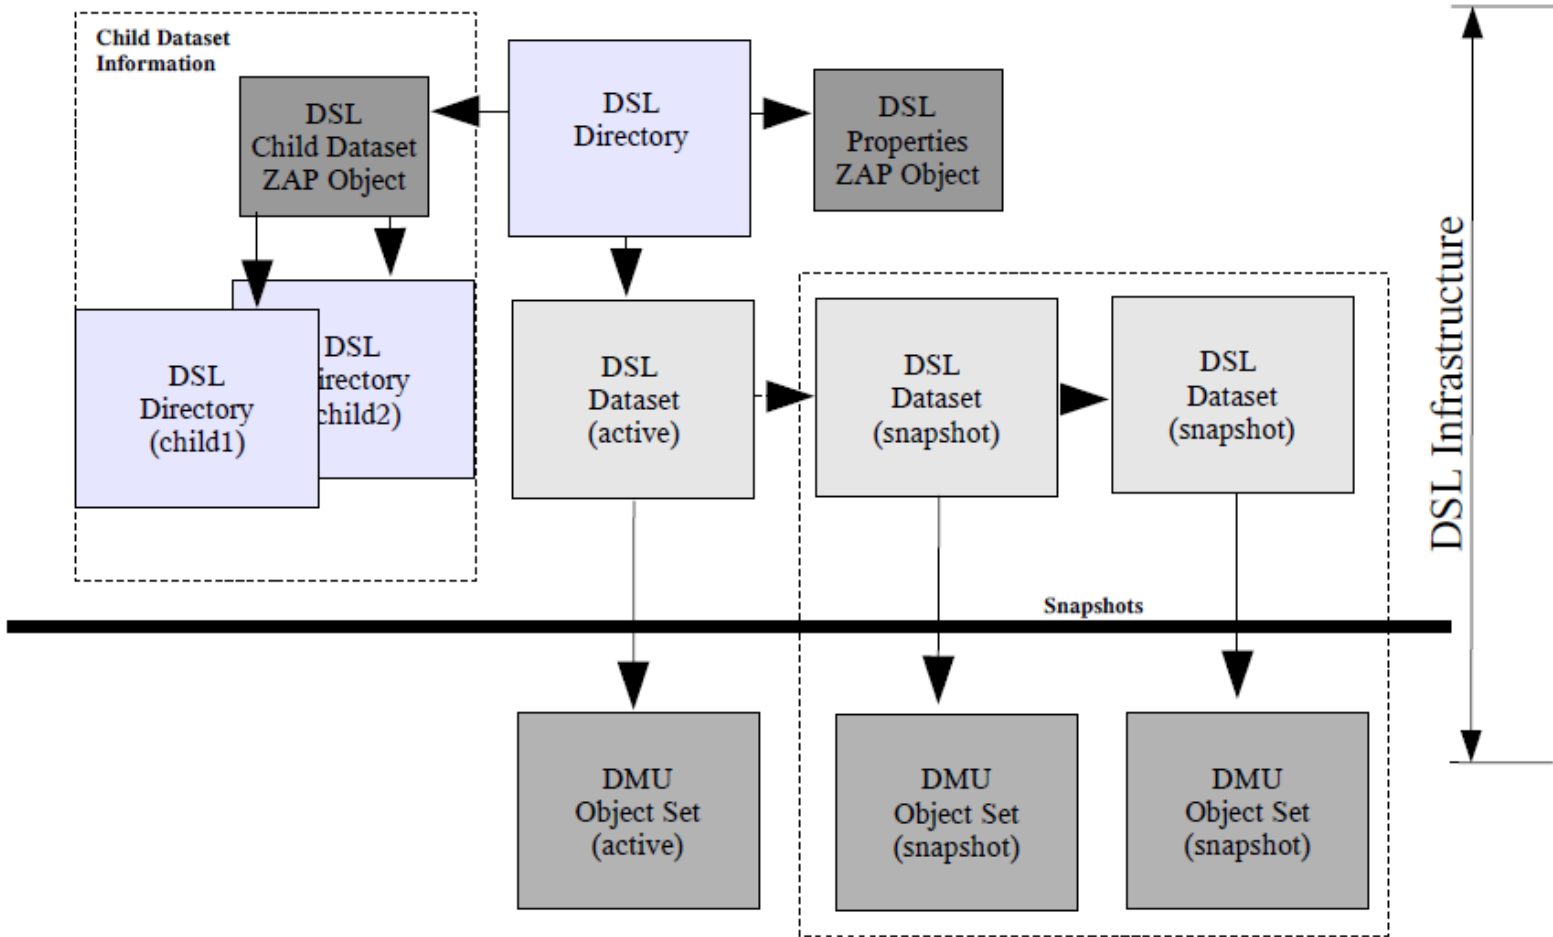 Child Dataset
Information
DSL
Child Dataset
ZAP Object
DSL
Directory
DSL
Properties
ZAP Object
DSL
Directory
(child1)
DSL
irectory
child2)
DSL
Dataset
(active)
DSL
Dataset
(snapshot)
DSL
Dataset
(snapshot)
DSL Infrastructure
Snapshots
DMU
Object Set
(active)
DMU
Object Set
(snapshot)
DMU
Object Set
(snapshot)